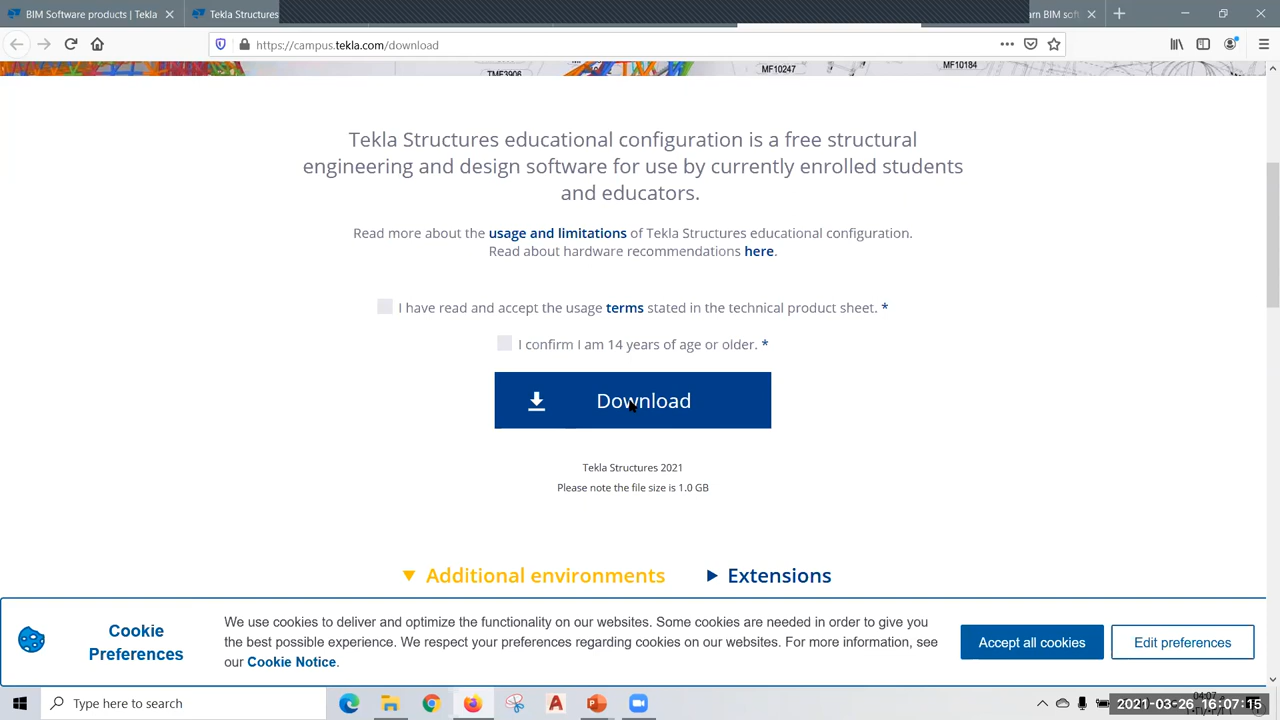 BIM Software products | Tekla
Tekla Structures
arn BIM soft
https://campus.tekla.com/download
TMF3906
MF10247
MF10184
Tekla Structures educational configuration is a free structural
engineering and design software for use by currently enrolled students
and educators.
Read more about the usage and limitations of Tekla Structures educational configuration.
Read about hardware recommendations here.
I have read and accept the usage terms stated in the technical product sheet. *
I confirm I am 14 years of age or older. *
Download
Tekla Structures 2021
Please note the file size is 1.0 GB
Additional environments
Extensions
Cookie
Preferences
We use cookies to deliver and optimize the functionality on our websites. Some cookies are needed in order to give you
the best possible experience. We respect your preferences regarding cookies on our websites. For more information, see
our Cookie Notice.
Accept all cookies
Edit preferences
Type here to search
04:07
2021-03-26 16:07:15